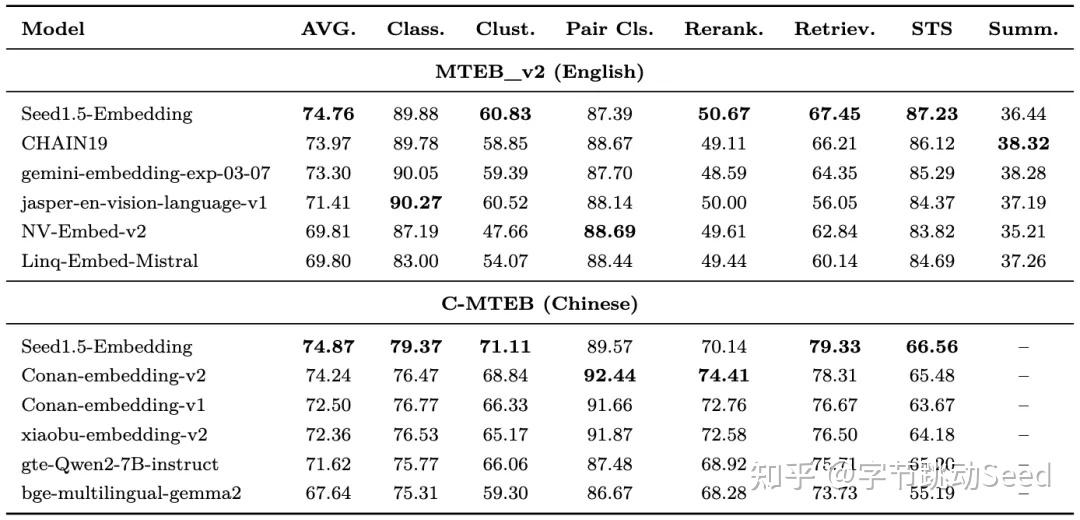 Model AVG. Class. Clust. Pair Cls. Rerank. Retriev. STS Summ.
MTEB_v2 (English)
Seed1.5-Embedding 74.76 89.88 60.83 87.39 50.67 67.45 87.23 36.44
CHAIN19 73.97 89.78 58.85 88.67 49.11 66.21 86.12 38.32
gemini-embedding-exp-03-07 73.30 90.05 59.39 87.70 48.59 64.35 85.29 38.28
jasper-en-vision-language-v1 71.41 90.27 60.52 88.14 50.00 56.05 84.37 37.19
NV-Embed-v2 69.81 87.19 47.66 88.69 49.61 62.84 83.82 35.21
Linq-Embed-Mistral 69.80 83.00 54.07 88.44 49.44 60.14 84.69 37.26
C-MTEB (Chinese)
Seed1.5-Embedding 74.87 79.37 71.11 89.57 70.14 79.33 66.56 –
Conan-embedding-v2 74.24 76.47 68.84 92.44 74.41 78.31 65.48 –
Conan-embedding-v1 72.50 76.77 66.33 91.66 72.76 76.67 63.67 –
xiaobu-embedding-v2 72.36 76.53 65.17 91.87 72.58 76.50 64.18 –
gte-Qwen2-7B-instruct 71.62 75.77 66.06 87.48 68.92 75.71 65.20 –
bge-multilingual-gemma2 67.64 75.31 59.30 86.67 68.28 73.73 55.19 –
知乎 @字节跳动Seed